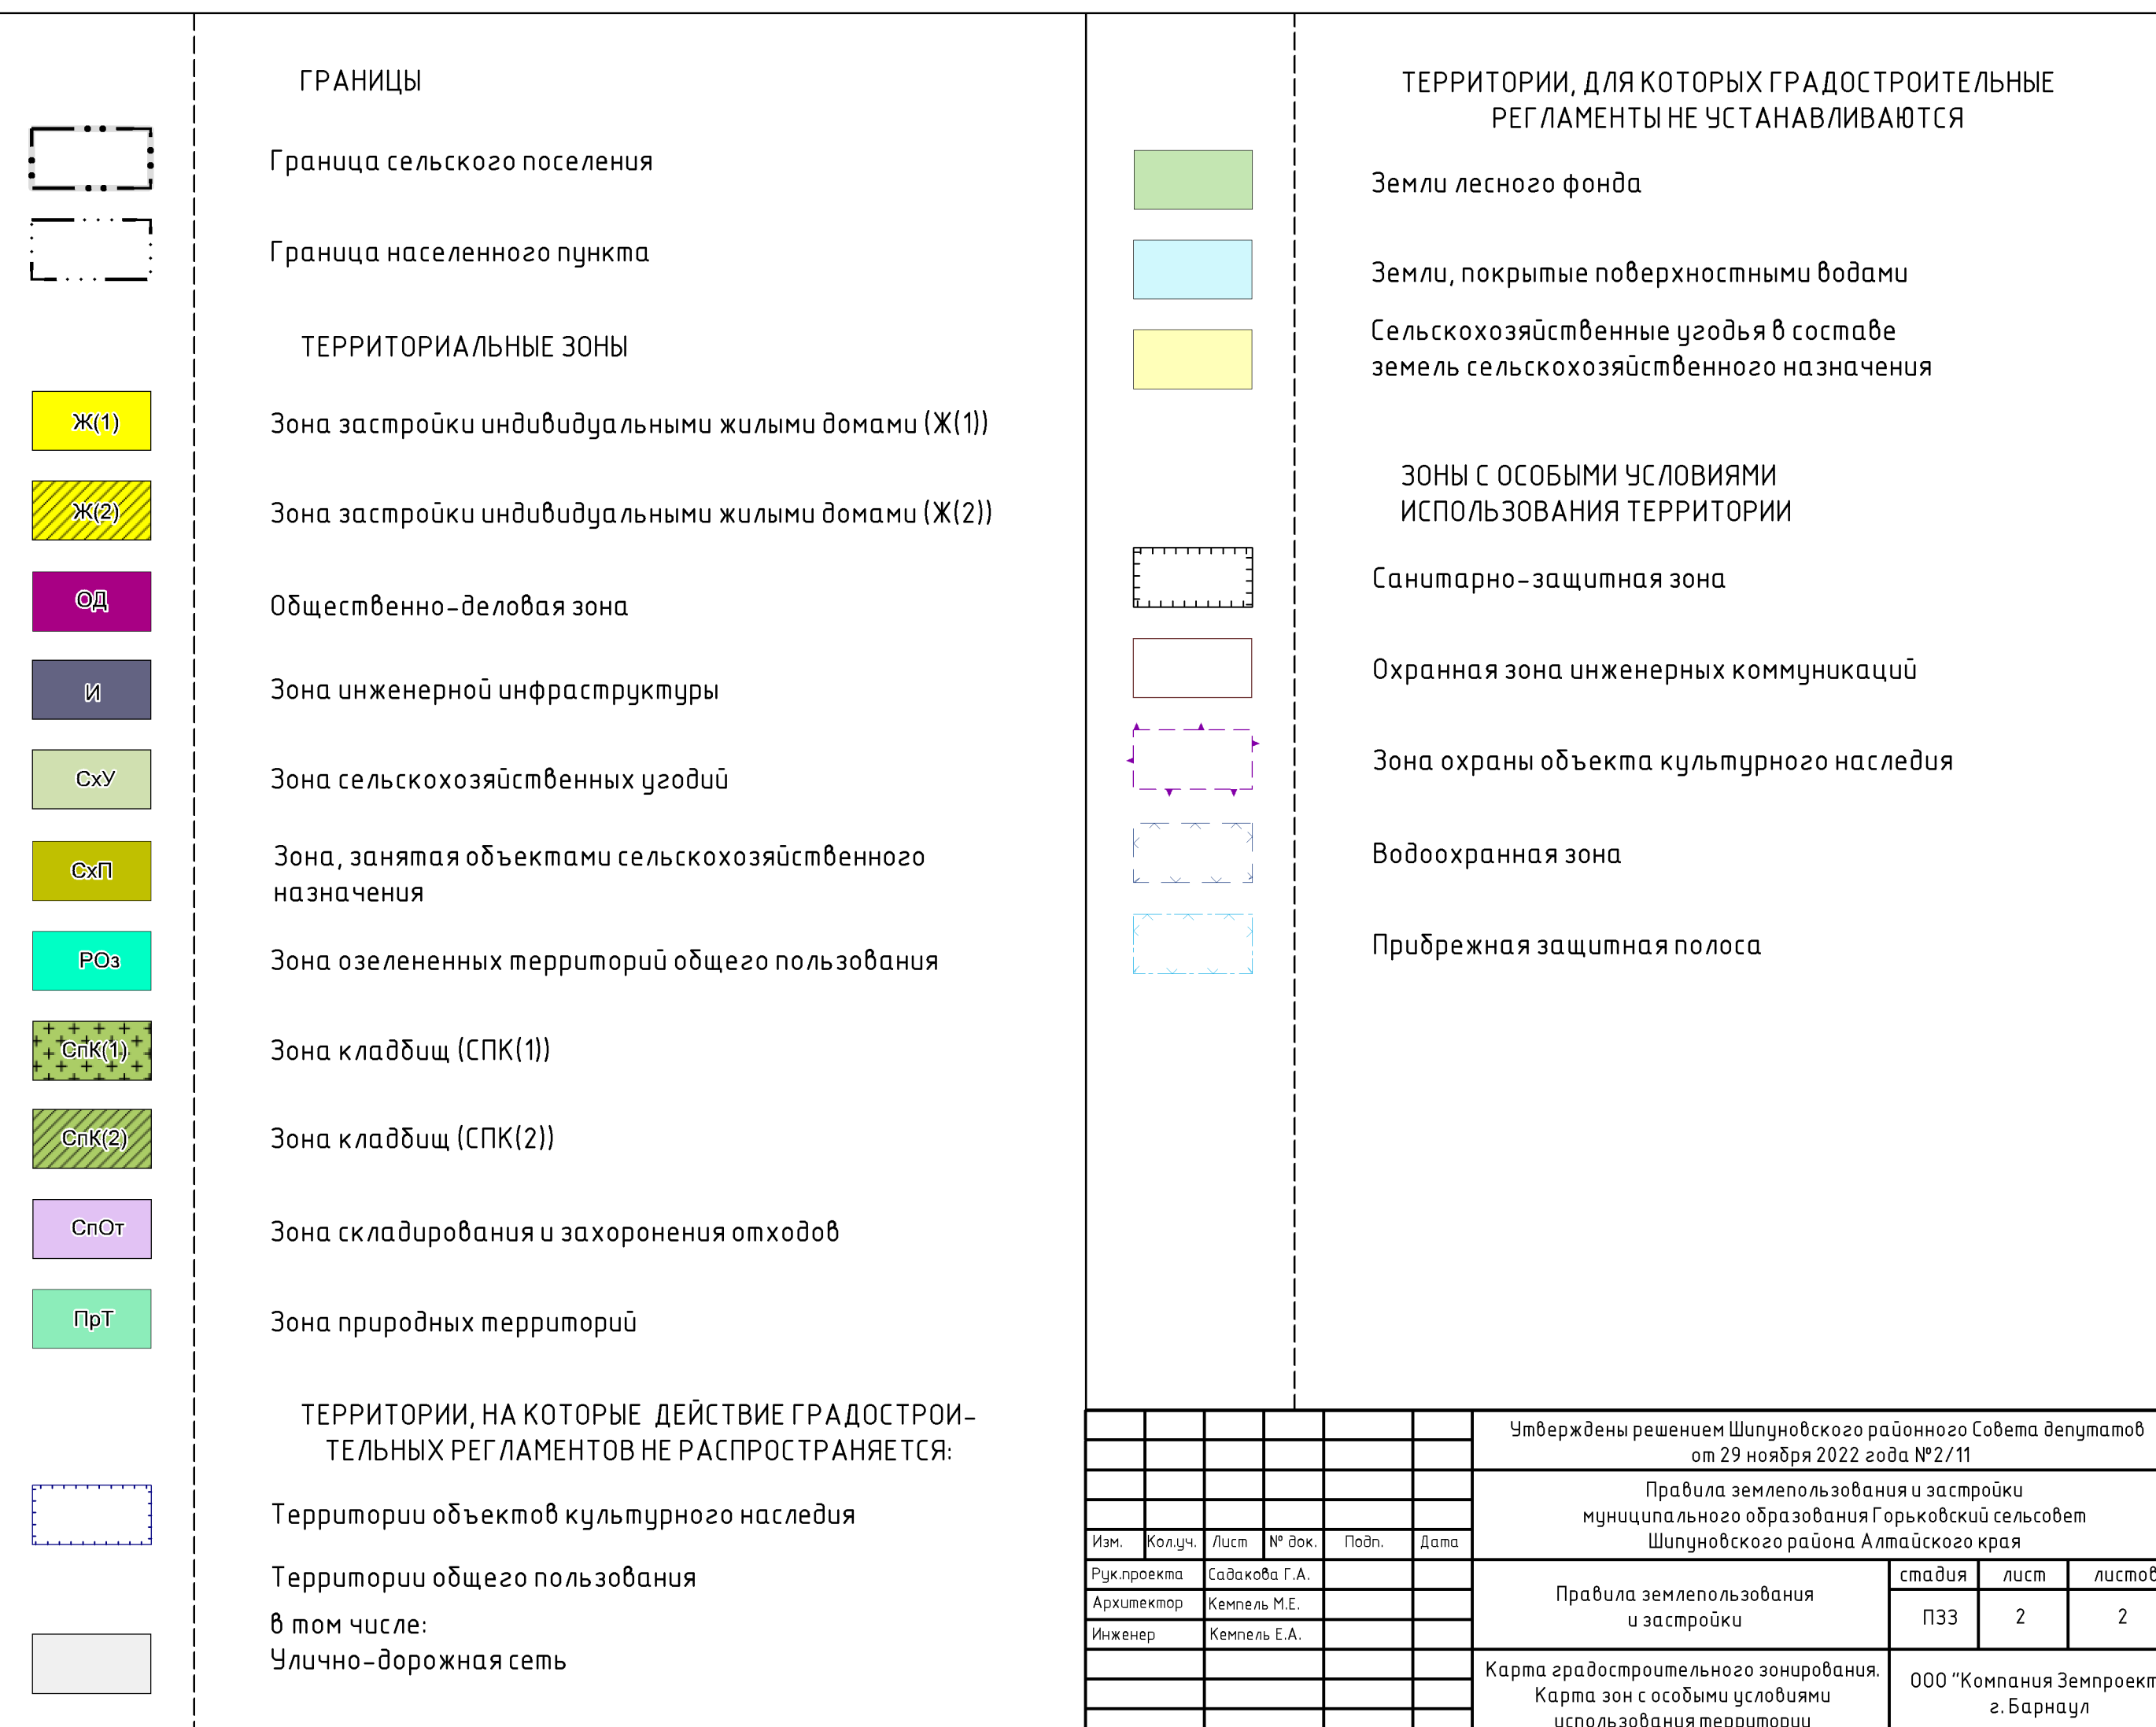 ГРАНИЦЫ
Граница сельского поселения
Граница населенного пункта
ТЕРРИТОРИАЛЬНЫЕ ЗОНЫ
Ж(1)
Зона застройки индивидуальными жилыми домами (Ж(1))
Ж(2)
Зона застройки индивидуальными жилыми домами (Ж(2))
ОД
Общественно-деловая зона
И
Зона инженерной инфраструктуры
СхУ
Зона сельскохозяйственных угодий
СхП
Зона, занятая объектами сельскохозяйственного
назначения
РОз
Зона озелененных территорий общего пользования
СпК(1)
Зона кладбищ (СПК(1))
СпК(2)
Зона кладбищ (СПК(2))
СпОт
Зона складирования и захоронения отходов
ПрТ
Зона природных территорий
ТЕРРИТОРИИ, НА КОТОРЫЕ ДЕЙСТВИЕ ГРАДОСТРОИ-
ТЕЛЬНЫХ РЕГЛАМЕНТОВ НЕ РАСПРОСТРАНЯЕТСЯ:
Территории объектов культурного наследия
Территории общего пользования
в том числе:
Улично-дорожная сеть
ТЕРРИТОРИИ, ДЛЯ КОТОРЫХ ГРАДОСТРОИТЕЛЬНЫЕ
РЕГЛАМЕНТЫ НЕ УСТАНАВЛИВАЮТСЯ
Земли лесного фонда
Земли, покрытые поверхностными водами
Сельскохозяйственные угодья в составе
земель сельскохозяйственного назначения
ЗОНЫ С ОСОБЫМИ УСЛОВИЯМИ
ИСПОЛЬЗОВАНИЯ ТЕРРИТОРИИ
Санитарно-защитная зона
Охранная зона инженерных коммуникаций
Зона охраны объекта культурного наследия
Водоохранная зона
Прибрежная защитная полоса
Утверждены решением Шипуновского районного Совета депутатов
от 29 ноября 2022 года №2/11
Правила землепользования и застройки
муниципального образования Горьковский сельсовет
Шипуновского района Алтайского края
Изм. Кол.уч. Лист № док. Подп. Дата
Рук.проекта Садакова Г.А.
Архитектор Кемпель М.Е.
Инженер Кемпель Е.А.
Правила землепользования
и застройки
стадия лист листов
ПЗЗ 2 2
Карта градостроительного зонирования.
Карта зон с особыми условиями
использования территории
ООО "Компания Земпроект
г. Барнаул